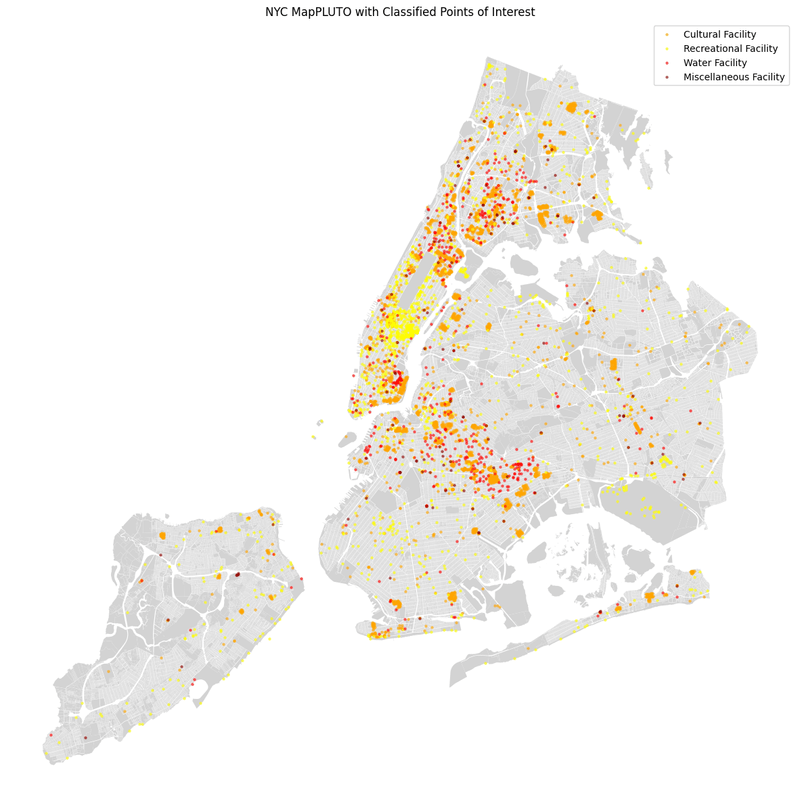 NYC MapPLUTO with Classified Points of Interest
Cultural Facility
Recreational Facility
Water Facility
Miscellaneous Facility